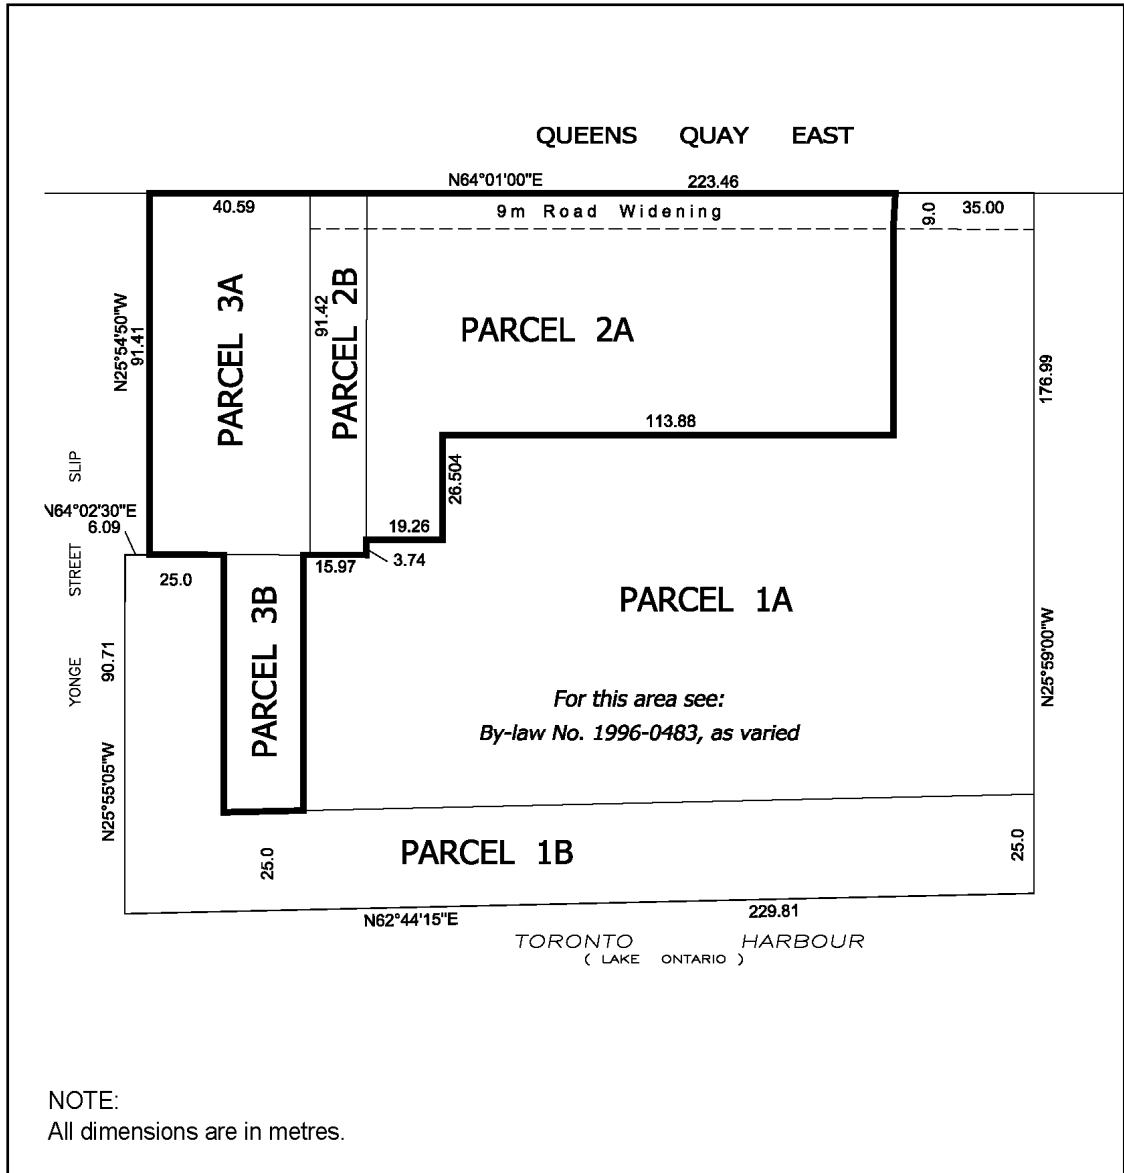 QUEENS QUAY EAST
N64°01'00"E 223.46
40.59
9m Road Widening
9.0
35.00
N25°54'50"W
91.41
PARCEL 3A
91.42
PARCEL 2B
PARCEL 2A
176.99
113.88
26.504
19.26
3.74
N64°02'30"E
6.09
25.0
15.97
YONGE STREET SLIP
90.71
N25°55'05"W
PARCEL 3B
PARCEL 1A
N25°59'00"W
For this area see:
By-law No. 1996-0483, as varied
25.0
PARCEL 1B
25.0
N62°44'15"E
229.81
TORONTO HARBOUR
( LAKE ONTARIO )
NOTE:
All dimensions are in metres.